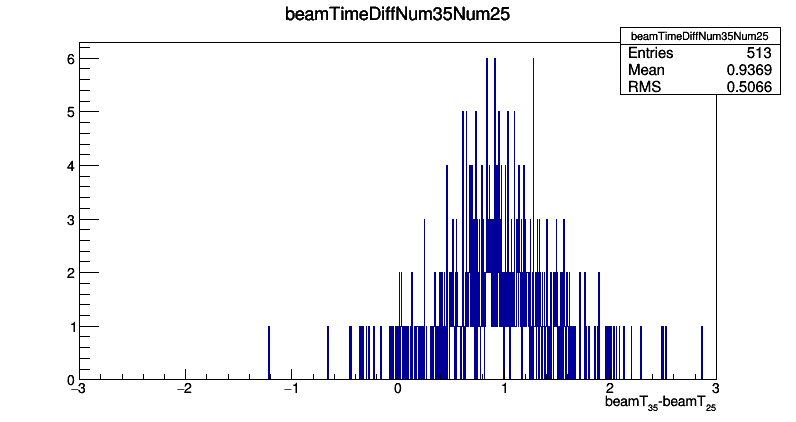 beamTimeDiffNum35Num25
beamTimeDiffNum35Num25
Entries 513
Mean 0.9369
RMS 0.5066
6
5
4
3
2
1
0
−3 −2 −1 0 1 2 3
beamT35-beamT25